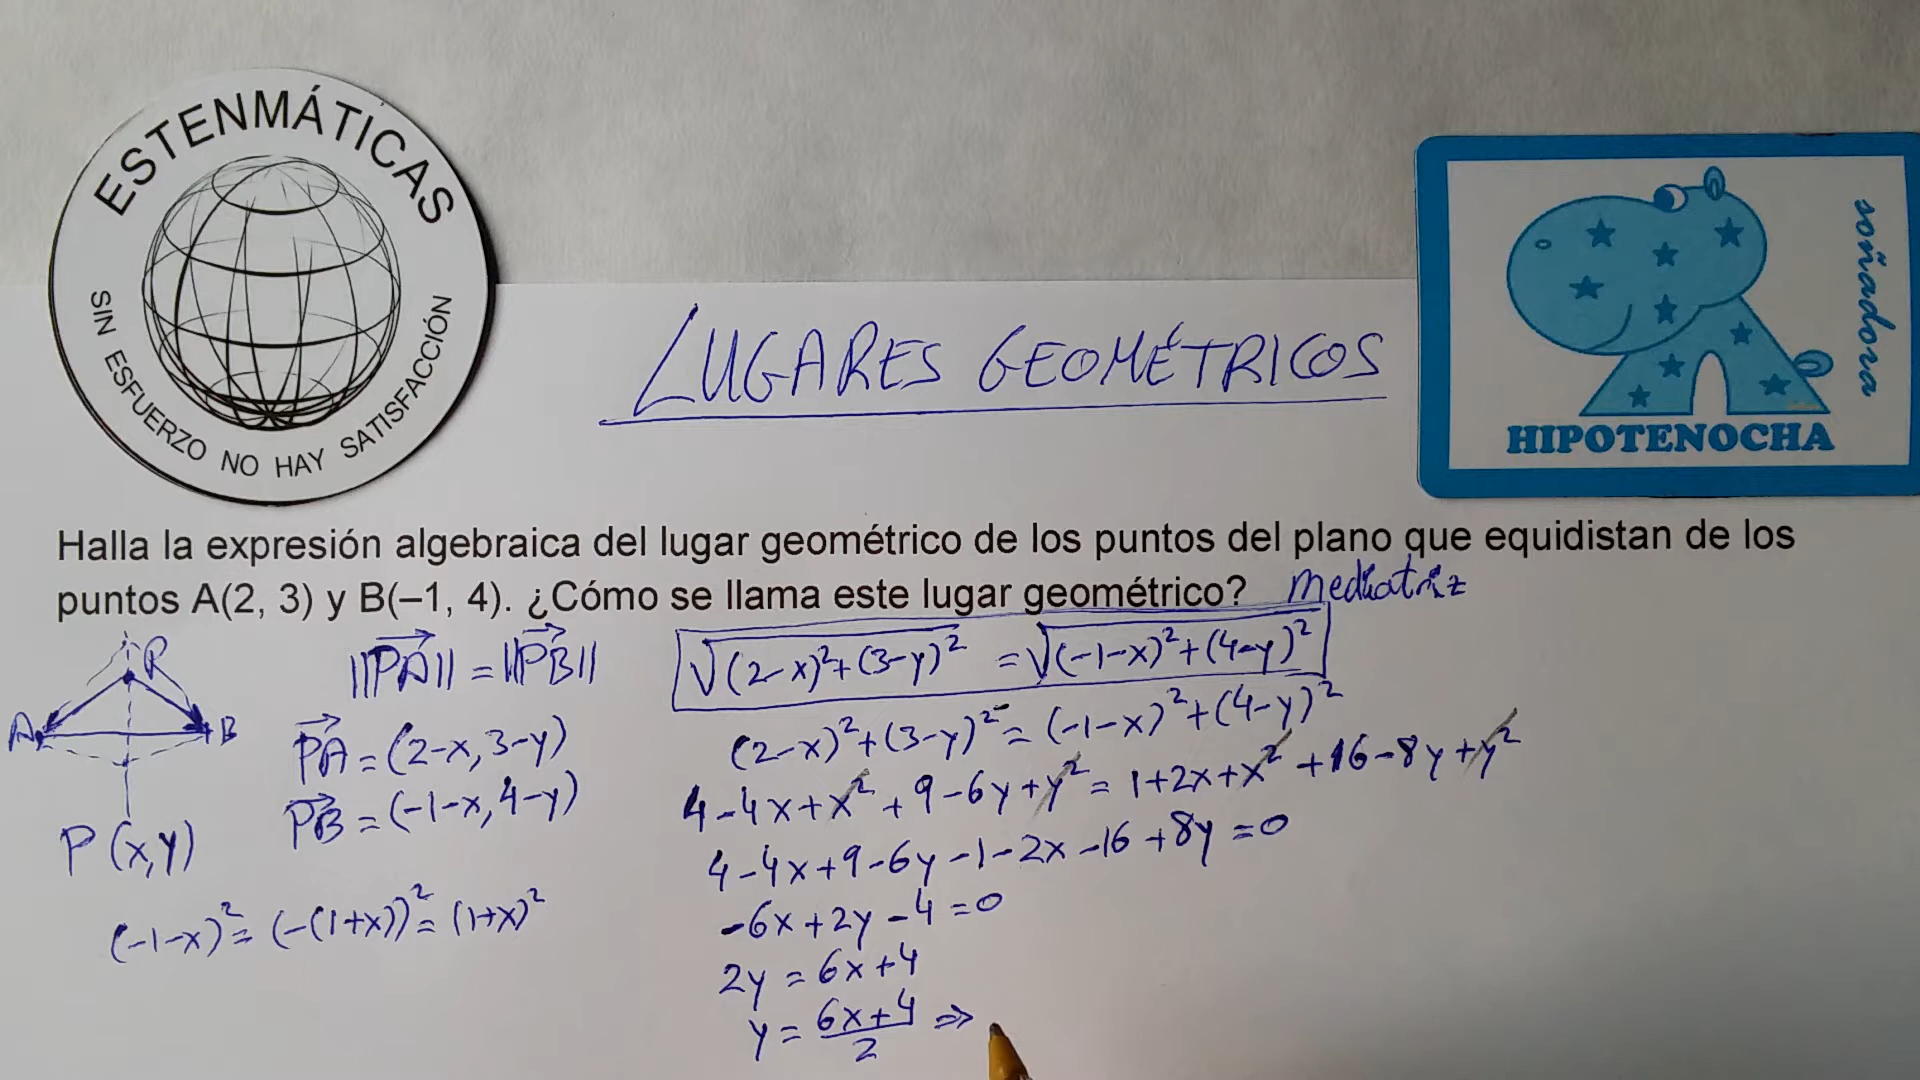 ESTENMÁTICAS
SIN ESFUERZO NO HAY SATISFACCIÓN
LUGARES GEOMÉTRICOS
soñadora
HIPOTENOCHA
Halla la expresión algebraica del lugar geométrico de los puntos del plano que equidistan de los
puntos A(2, 3) y B(–1, 4). ¿Cómo se llama este lugar geométrico? Mediatriz
P
A B
P(x,y)
||PA|| = ||PB||
PA = (2-x, 3-y)
PB = (-1-x, 4-y)
(-1-x)² = (-(1+x))² = (1+x)²
√(2-x)²+(3-y)² = √(-1-x)²+(4-y)²
(2-x)²+(3-y)² = (-1-x)²+(4-y)²
4-4x+x²+9-6y+y² = 1+2x+x²+16-8y+y²
4-4x+9-6y-1-2x-16+8y=0
-6x+2y-4=0
2y=6x+4
y = 6x+4/2 ⇒